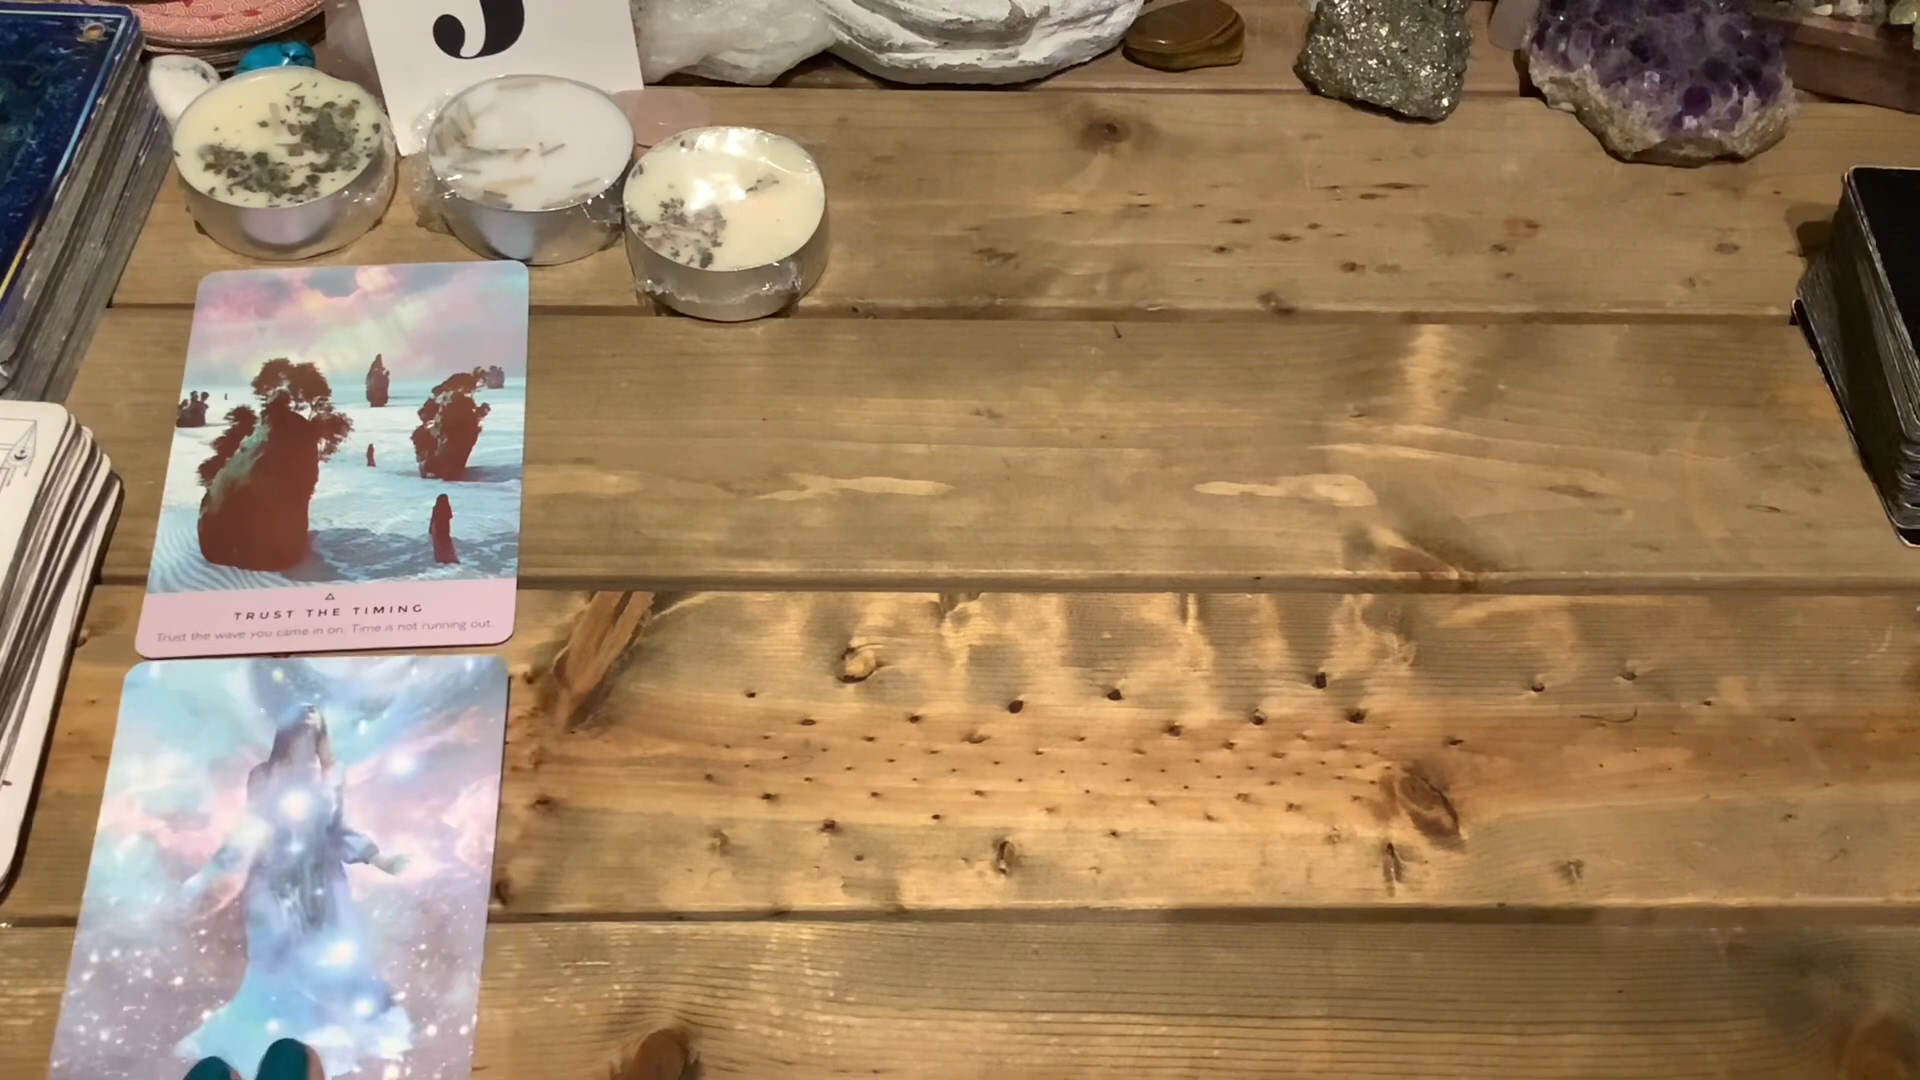 TRUST THE TIMING
Trust the wave you came in on. Time is not running out.